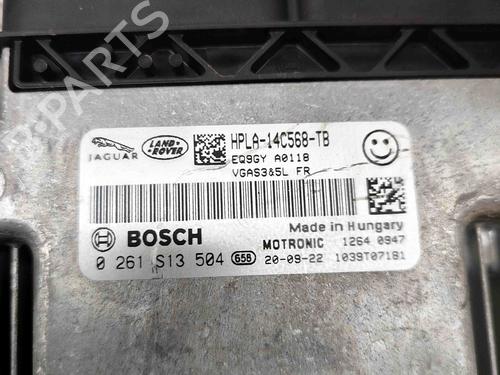 B-PARTS
JAGUAR LAND ROVER HPLA-14C568-TB
EQ9GY A011B
VGAS3&5L FR
Made in Hungary
BOSCH MOTRONIC 1264 0947
0 261 S13 504 658 20-09-22 1039T07181